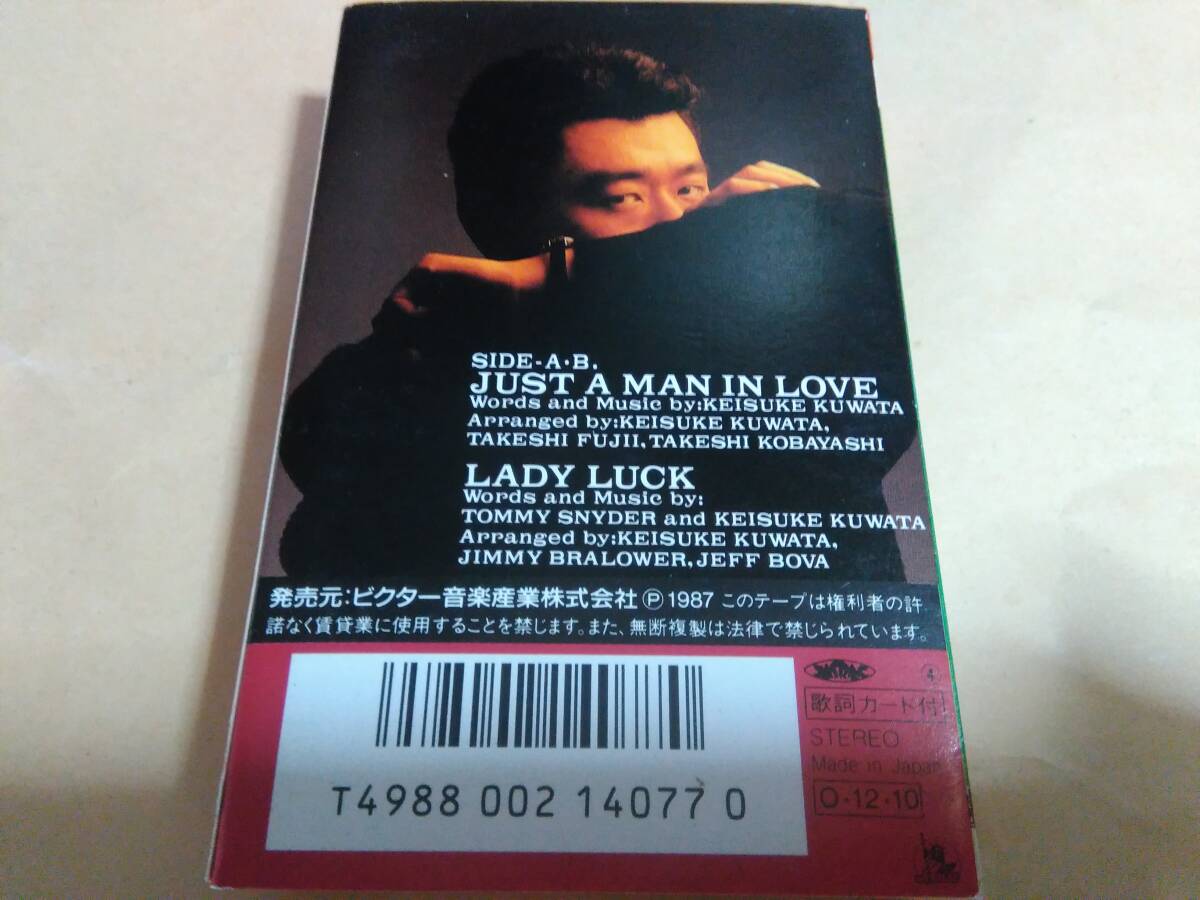 SIDE-A·B.
JUST A MAN IN LOVE
Words and Music by:KEISUKE KUWATA
Arranged by:KEISUKE KUWATA,
TAKESHI FUJII, TAKESHI KOBAYASHI
LADY LUCK
Words and Music by:
TOMMY SNYDER and KEISUKE KUWATA
Arranged by:KEISUKE KUWATA,
JIMMY BRALOWER, JEFF BOVA
発売元:ビクター音楽産業株式会社 Ⓟ 1987 このテープは権利者の許
諾なく賃貸業に使用することを禁じます。また、無断複製は法律で禁じられています。
④
歌詞カード付
STEREO
Made in Japan
O·12·10
T4988 002 14077 0